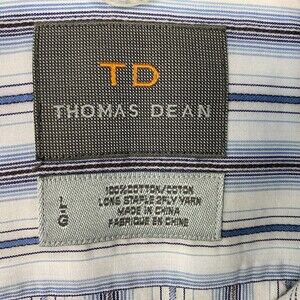 TD
THOMAS DEAN
L
G
100%COTTON/COTON
LONG STAPLE 2PLY YARN
MADE IN CHINA
FABRIQUE EN CHINE